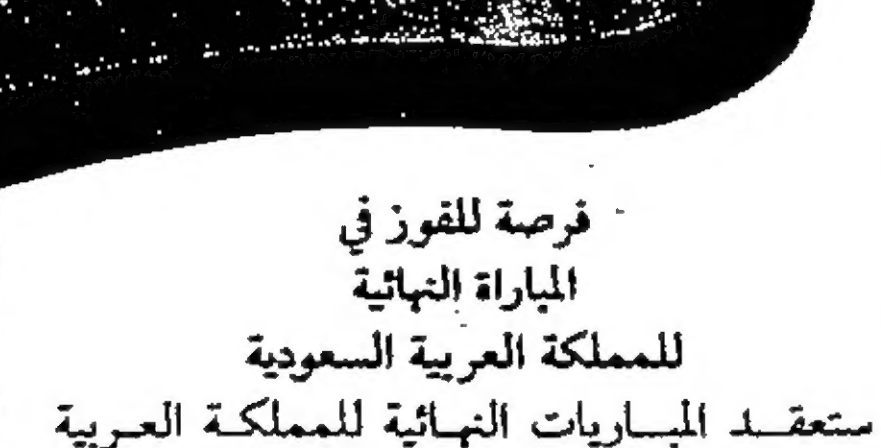 فرصة للفوز في
المباراة النهائية
للمملكة العربية السعودية
ستعقد المباريات النهائية للمملكة العربية